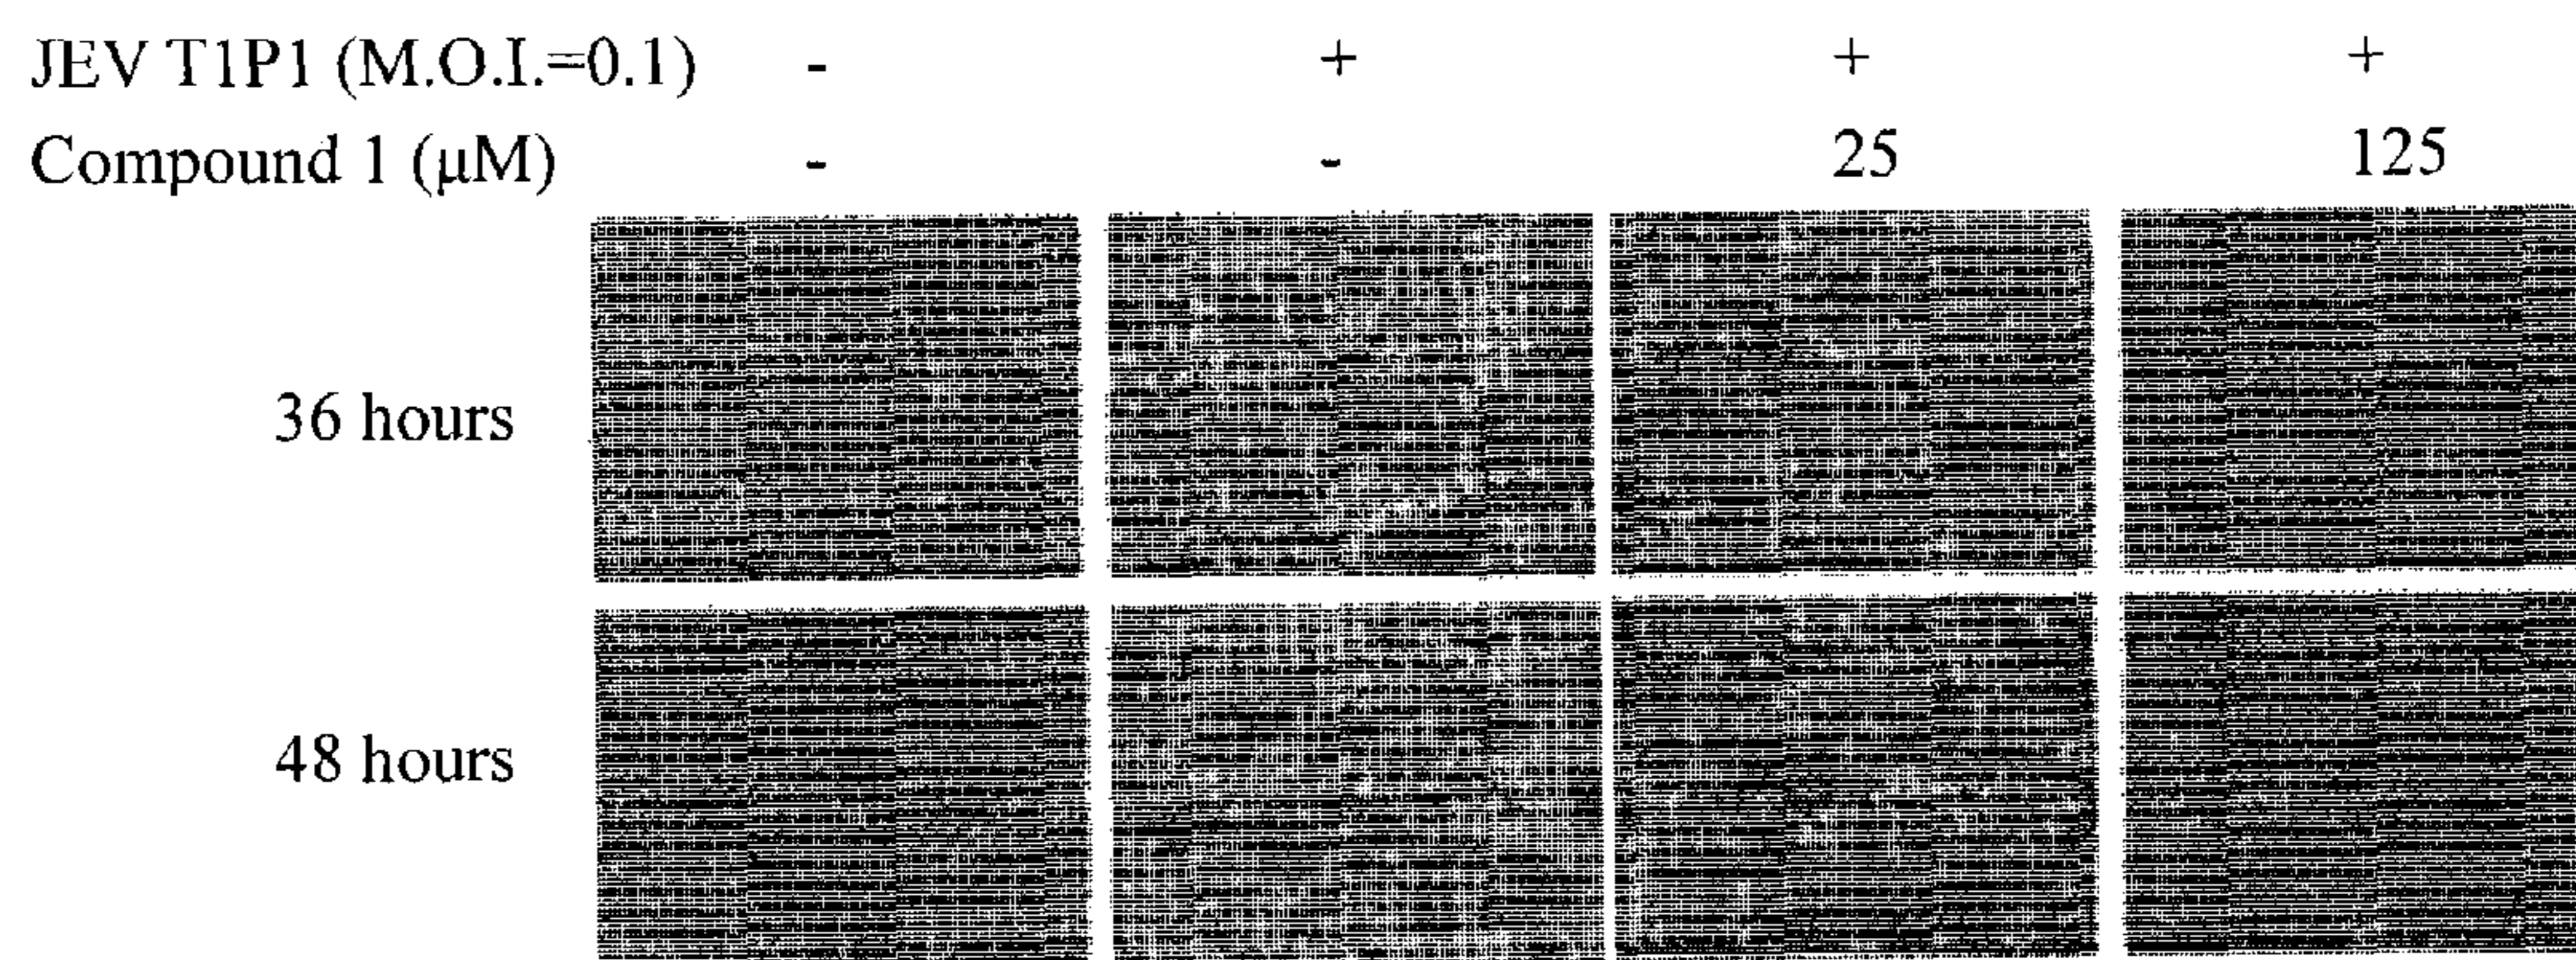 JEV T1P1 (M.O.I.=0.1) - + + +
Compound 1 (μM) - - 25 125
36 hours
48 hours